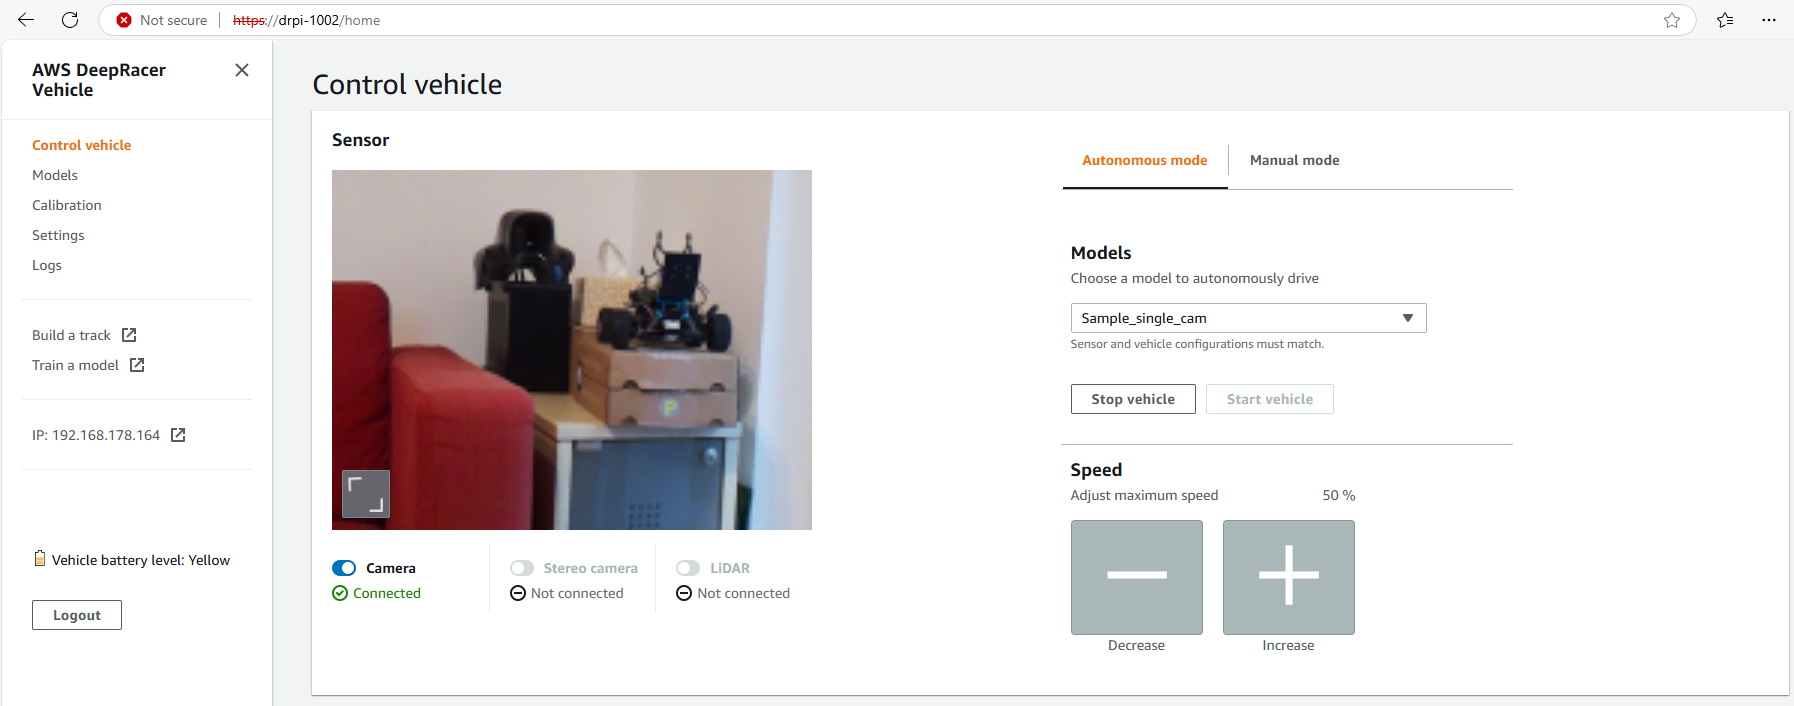 Not secure
https://drpi-1002/home
AWS DeepRacer
Vehicle
Control vehicle
Models
Calibration
Settings
Logs
Build a track
Train a model
IP: 192.168.178.164
Vehicle battery level: Yellow
Logout
Control vehicle
Sensor
P
Camera
Connected
Stereo camera
Not connected
LiDAR
Not connected
Autonomous mode
Manual mode
Models
Choose a model to autonomously drive
Sample_single_cam
Sensor and vehicle configurations must match.
Stop vehicle
Start vehicle
Speed
Adjust maximum speed
50 %
Decrease
Increase